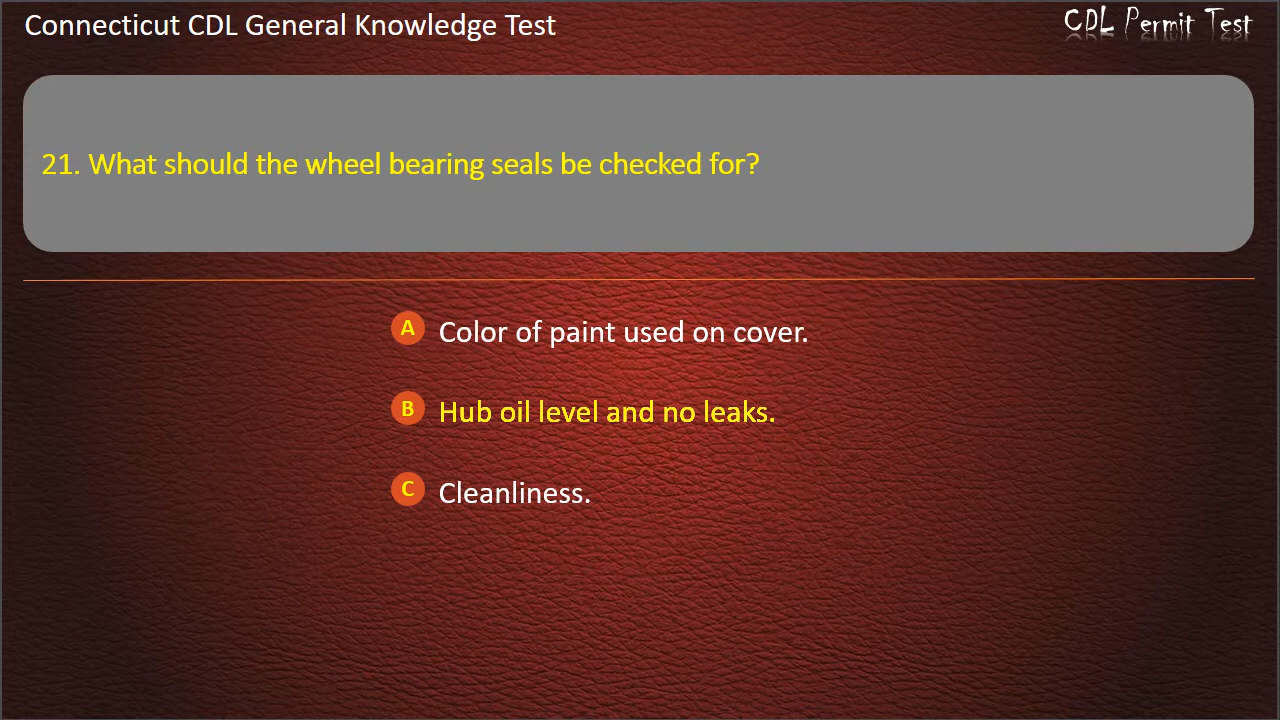 Connecticut CDL General Knowledge Test
CDL Permit Test
21. What should the wheel bearing seals be checked for?
A Color of paint used on cover.
B Hub oil level and no leaks.
C Cleanliness.